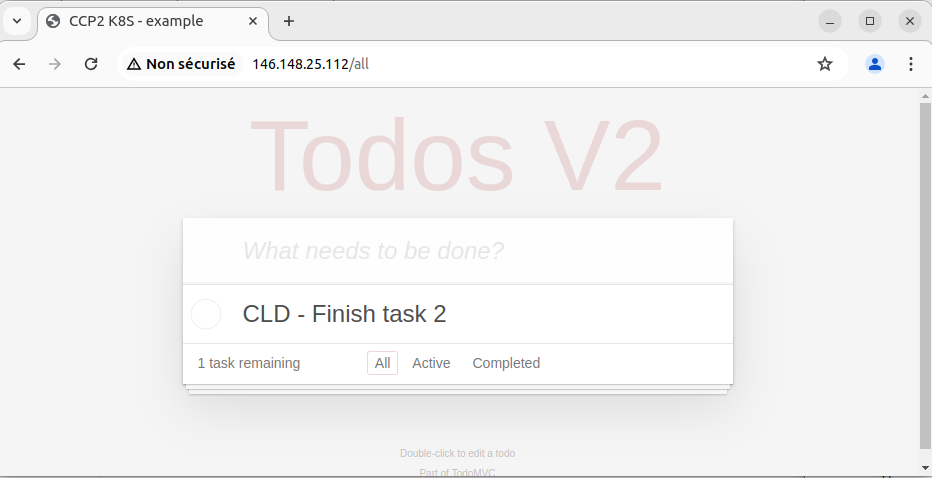 CCP2 K8S - example
Non sécurisé 146.148.25.112/all
Todos V2
What needs to be done?
CLD - Finish task 2
1 task remaining All Active Completed
Double-click to edit a todo
Part of TodoMVC